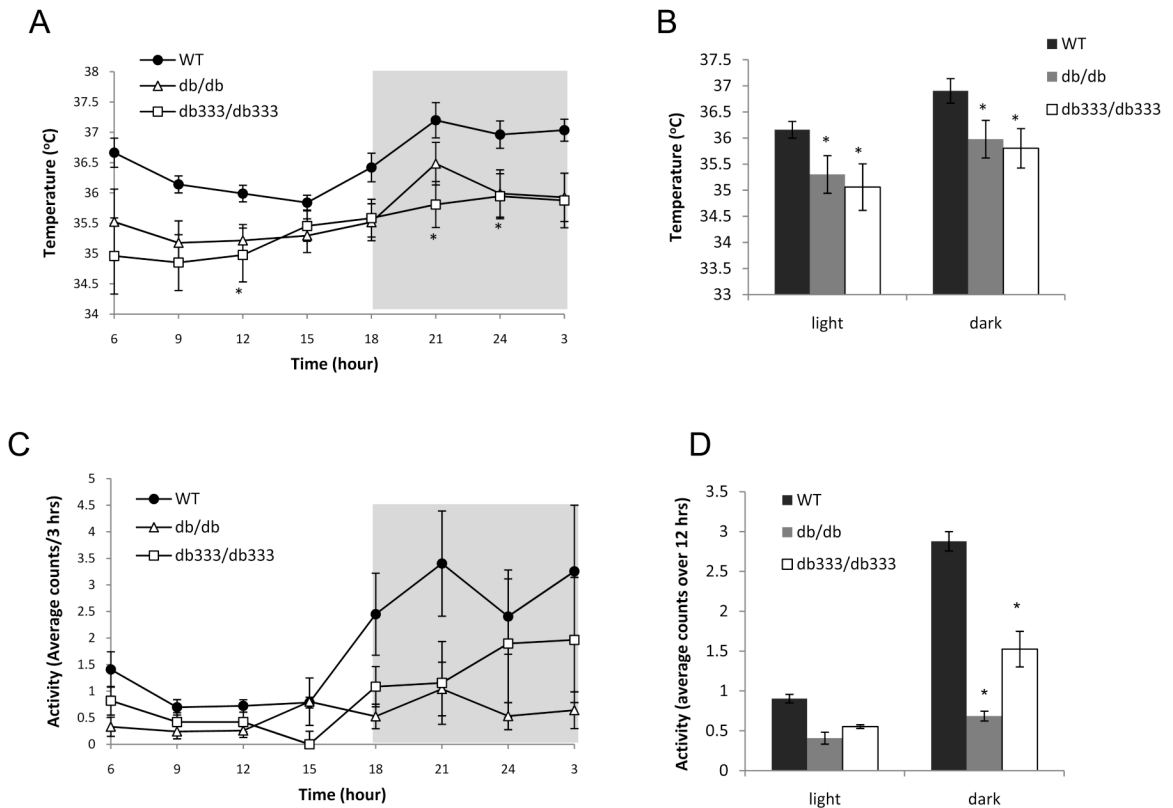 A
WT
db/db
db333/db333
Temperature (ᵒC)
38
37.5
37
36.5
36
35.5
35
34.5
34
* * *
6 9 12 15 18 21 24 3
Time (hour)
B
WT
db/db
db333/db333
Temperature (ᵒC)
37.5
37
36.5
36
35.5
35
34.5
34
33.5
33
* * * *
light dark
C
WT
db/db
db333/db333
Activity (Average counts/3 hrs)
5
4.5
4
3.5
3
2.5
2
1.5
1
0.5
0
6 9 12 15 18 21 24 3
Time (hour)
D
WT
db/db
db333/db333
Activity (average counts over 12 hrs)
3.5
3
2.5
2
1.5
1
0.5
0
* *
light dark